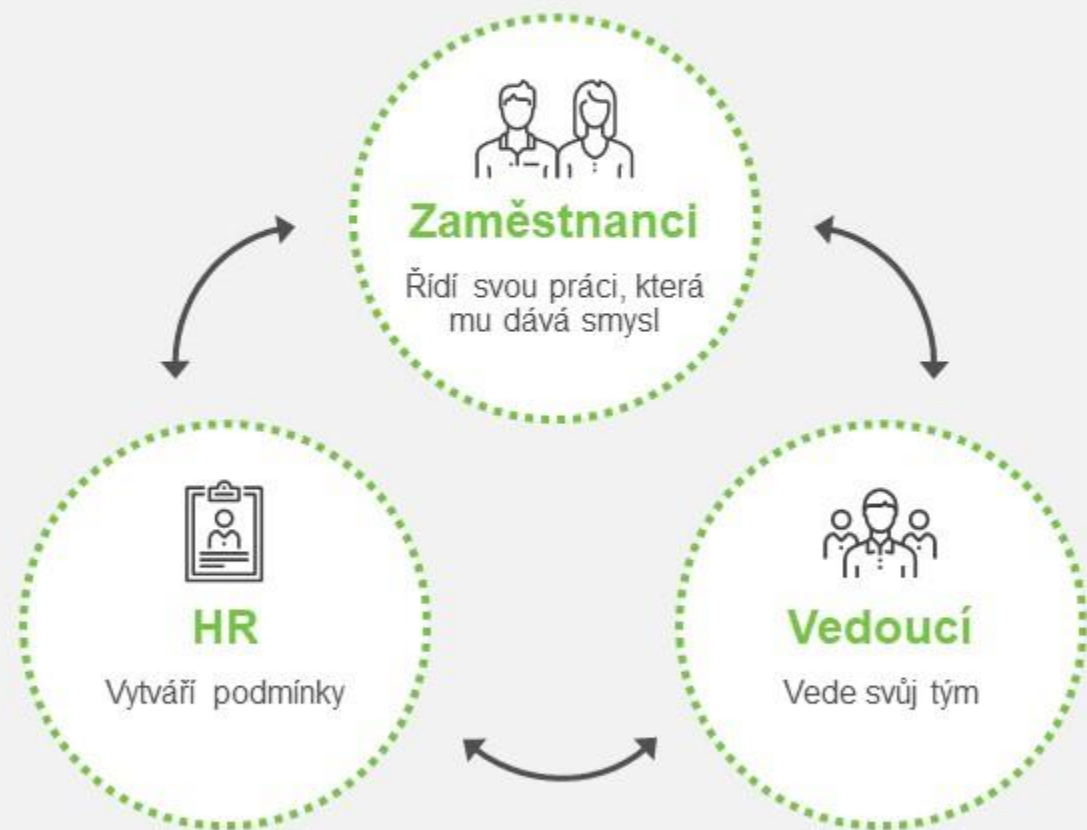 Zaměstnanci
Řídí svou práci, která
mu dává smysl
HR
Vytváří podmínky
Vedoucí
Vede svůj tým